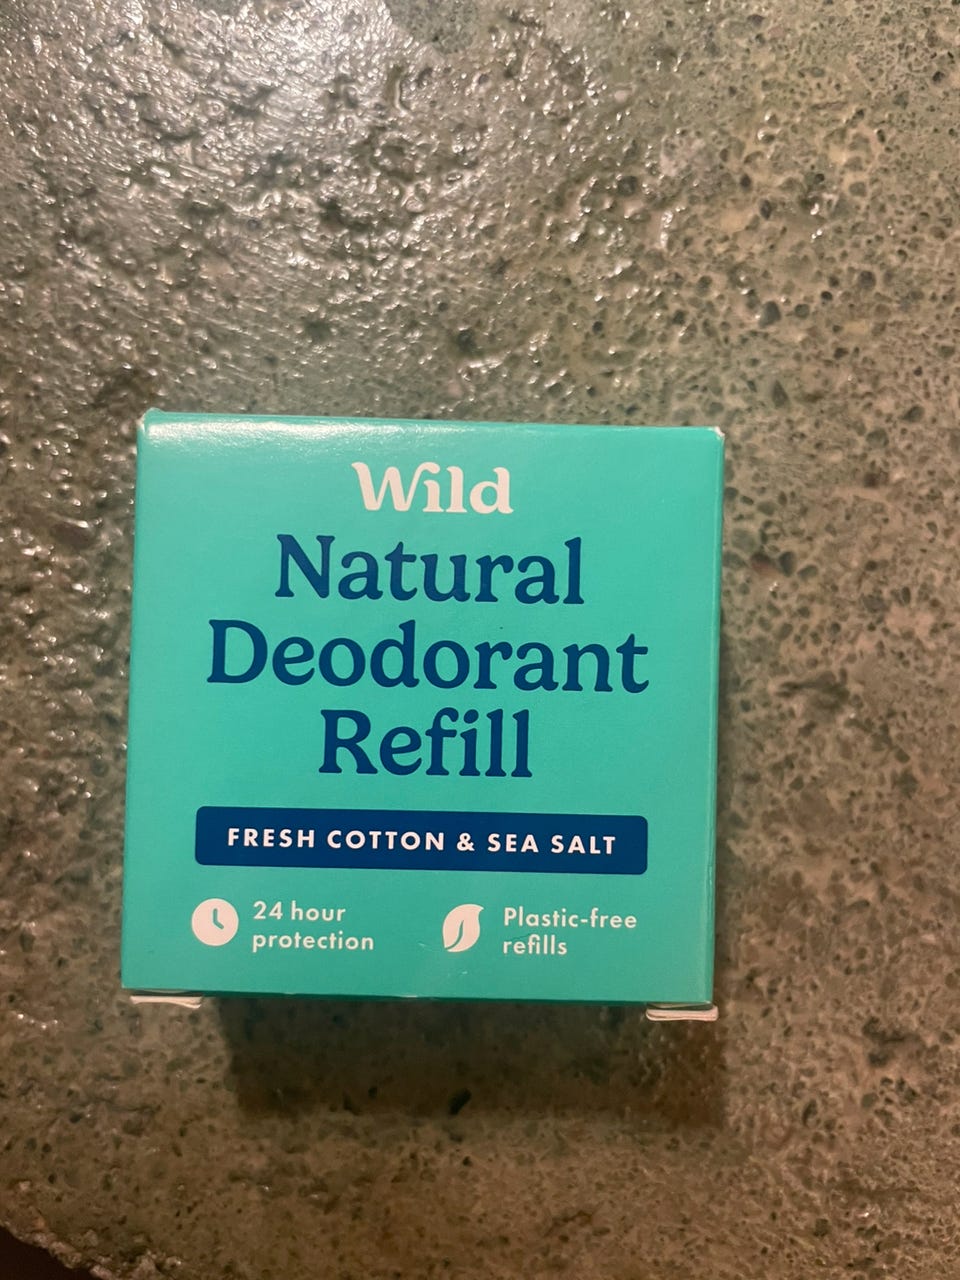 Wild
Natural
Deodorant
Refill
FRESH COTTON & SEA SALT
24 hour
protection
Plastic-free
refills